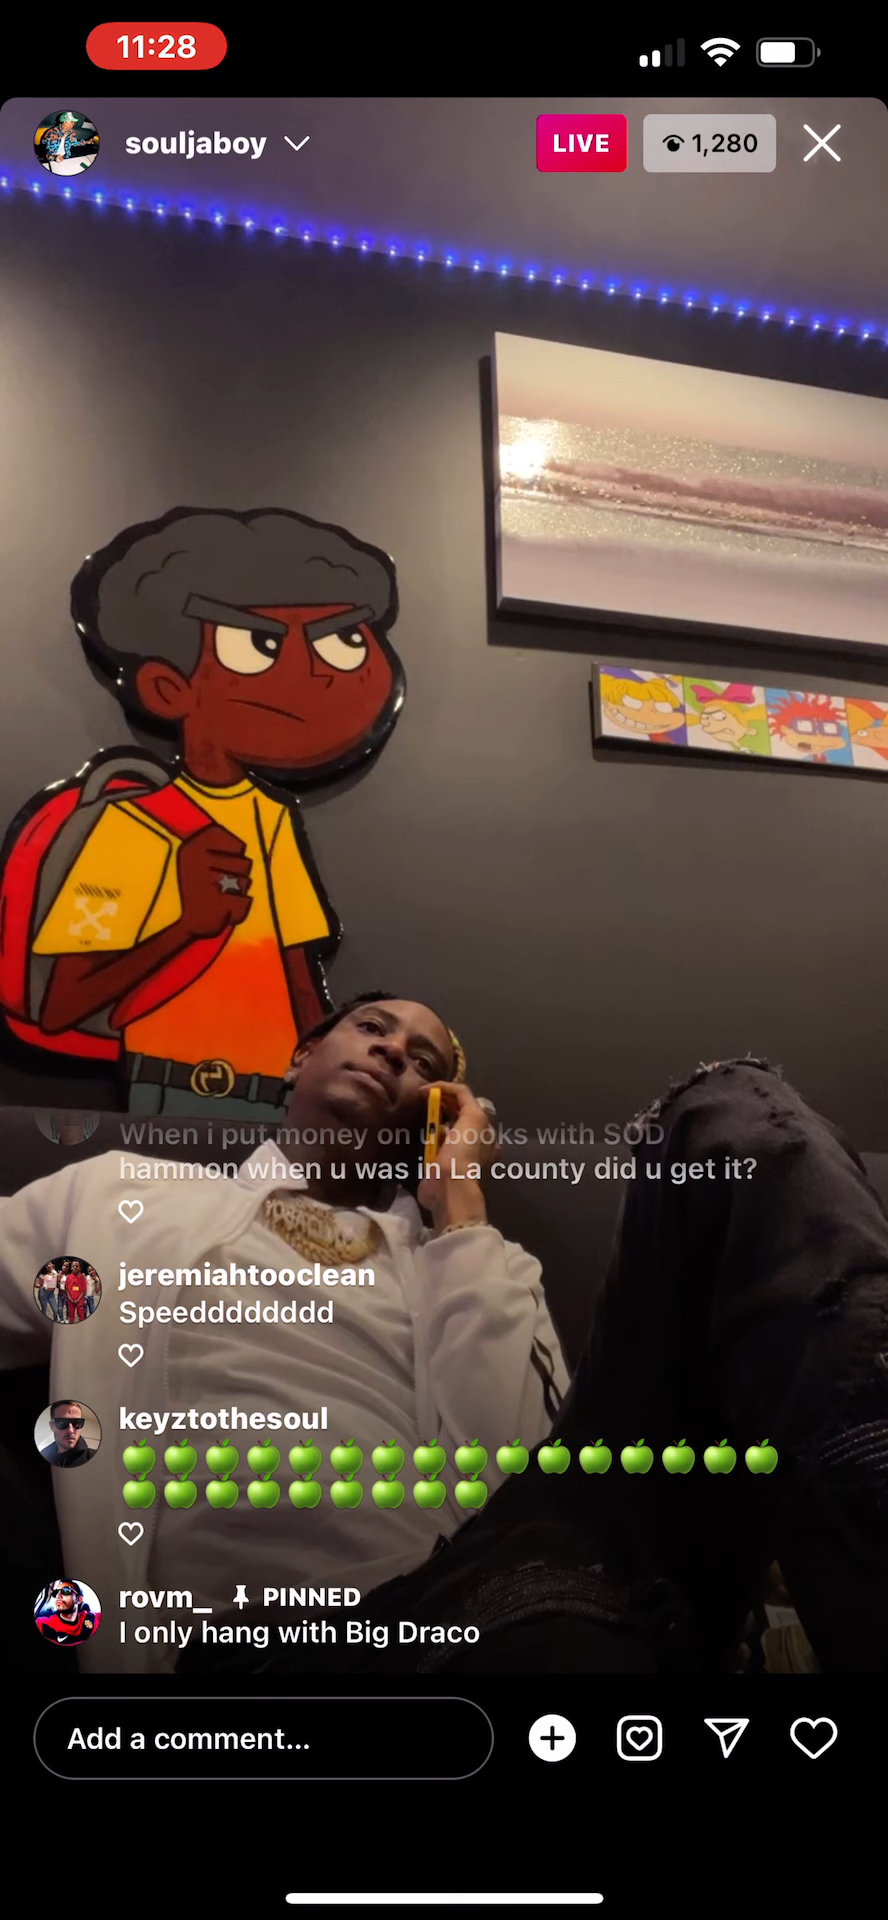 11:28
souljaboy
LIVE
1,280
When i put money on u books with SOD
hammon when u was in La county did u get it?
jeremiahtooclean
Speedddddddd
keyztothesoul
🍏🍏🍏🍏🍏🍏🍏🍏🍏🍏🍏🍏🍏🍏🍏🍏
🍏🍏🍏🍏🍏🍏🍏🍏🍏
rovm_ PINNED
I only hang with Big Draco
Add a comment...